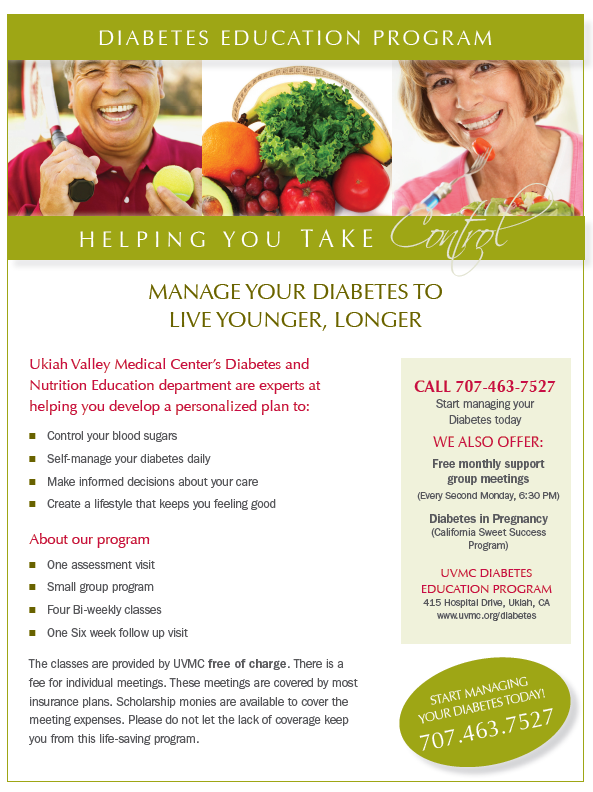 DIABETES EDUCATION PROGRAM
HELPING YOU TAKE Control
MANAGE YOUR DIABETES TO
LIVE YOUNGER, LONGER
Ukiah Valley Medical Center's Diabetes and
Nutrition Education department are experts at
helping you develop a personalized plan to:
■ Control your blood sugars
■ Self-manage your diabetes daily
■ Make informed decisions about your care
■ Create a lifestyle that keeps you feeling good
About our program
■ One assessment visit
■ Small group program
■ Four Bi-weekly classes
■ One Six week follow up visit
The classes are provided by UVMC free of charge. There is a
fee for individual meetings. These meetings are covered by most
insurance plans. Scholarship monies are available to cover the
meeting expenses. Please do not let the lack of coverage keep
you from this life-saving program.
CALL 707-463-7527
Start managing your
Diabetes today
WE ALSO OFFER:
Free monthly support
group meetings
(Every Second Monday, 6:30 PM)
Diabetes in Pregnancy
(California Sweet Success
Program)
UVMC DIABETES
EDUCATION PROGRAM
415 Hospital Drive, Ukiah, CA
www.uvmc.org/diabetes
START MANAGING
YOUR DIABETES TODAY!
707.463.7527